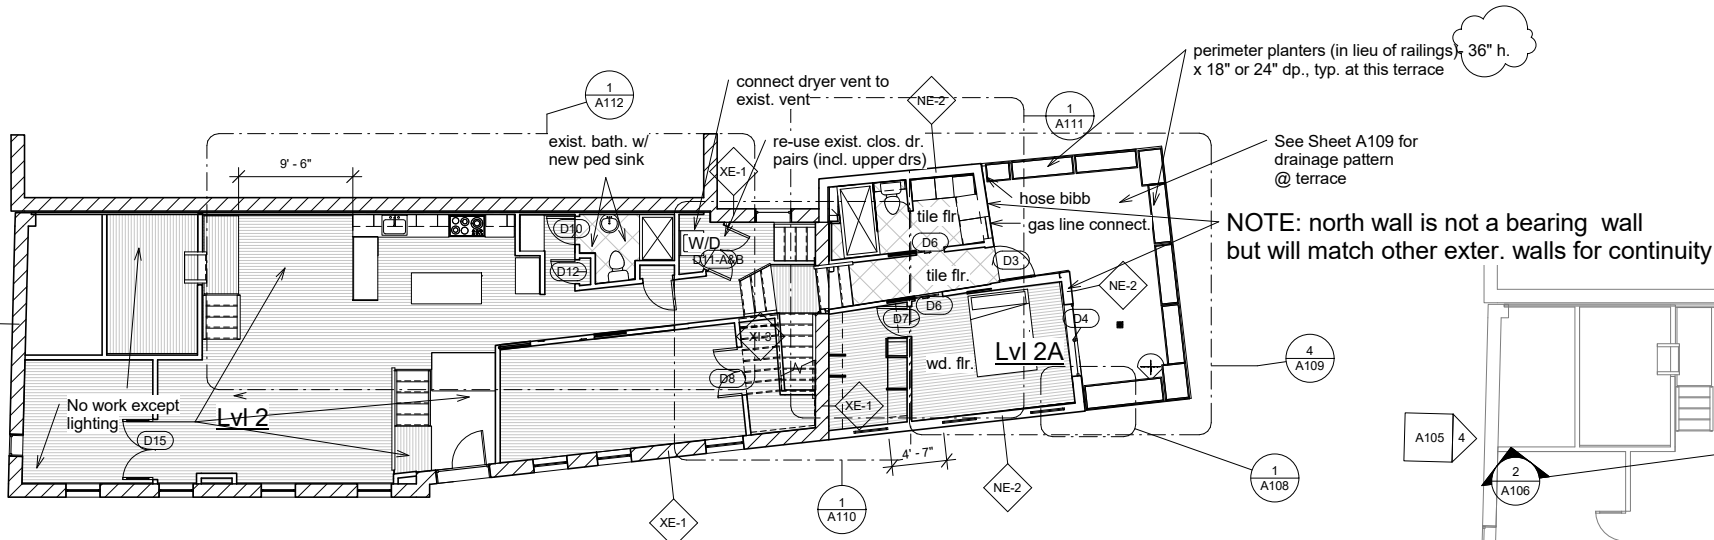 perimeter planters (in lieu of railings)- 36" h.
x 18" or 24" dp., typ. at this terrace
connect dryer vent to
exist. vent
1
A112
NE-2
1
A111
exist. bath. w/
new ped sink
re-use exist. clos. dr.
pairs (incl. upper drs)
See Sheet A109 for
drainage pattern
@ terrace
9' - 6"
XE-1
hose bibb
tile flr
gas line connect.
NOTE: north wall is not a bearing wall
but will match other exter. walls for continuity
D10
W/D
D6
D11-A&B
D12
tile flr.
D3
NE-2
D6
D7
D4
XI-3
wd. flr.
Lvl 2A
4
A109
D8
No work except
lighting
Lvl 2
XE-1
D15
A105
4
4' - 7"
1
A108
2
A106
NE-2
1
A110
XE-1